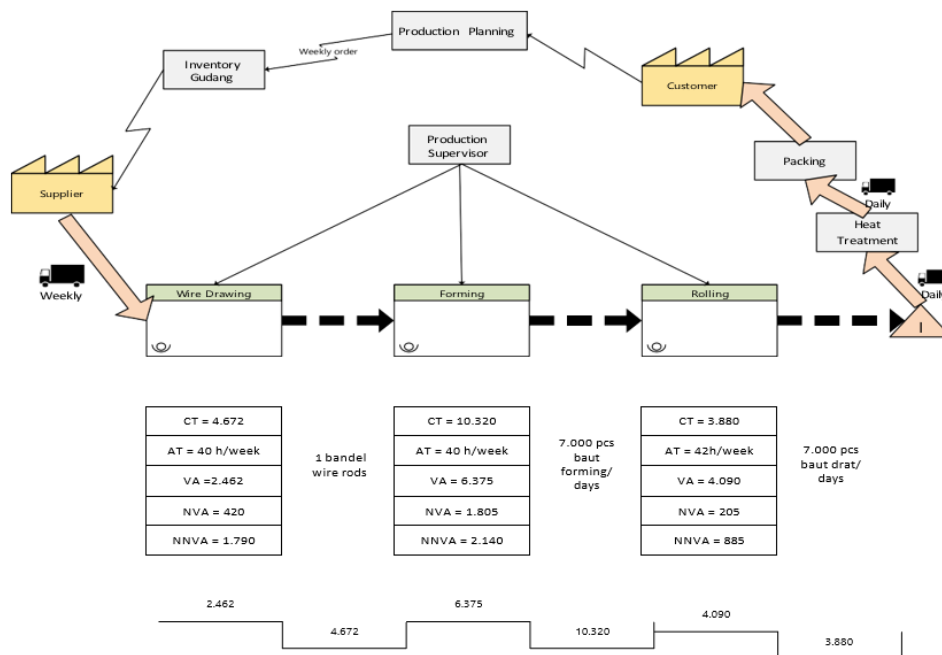 Production Planning
Weekly order
Inventory
Gudang
Customer
Production
Supervisor
Packing
Supplier
Daily
Heat
Treatment
Weekly
Daily
Wire Drawing
Forming
Rolling
I
CT = 4.672
AT = 40 h/week
VA =2.462
NVA = 420
NNVA = 1.790
1 bandel
wire rods
CT = 10.320
AT = 40 h/week
VA = 6.375
NVA = 1.805
NNVA = 2.140
7.000 pcs
baut
forming/
days
CT = 3.880
AT = 42h/week
VA = 4.090
NVA = 205
NNVA = 885
7.000 pcs
baut drat/
days
2.462
4.672
6.375
10.320
4.090
3.880